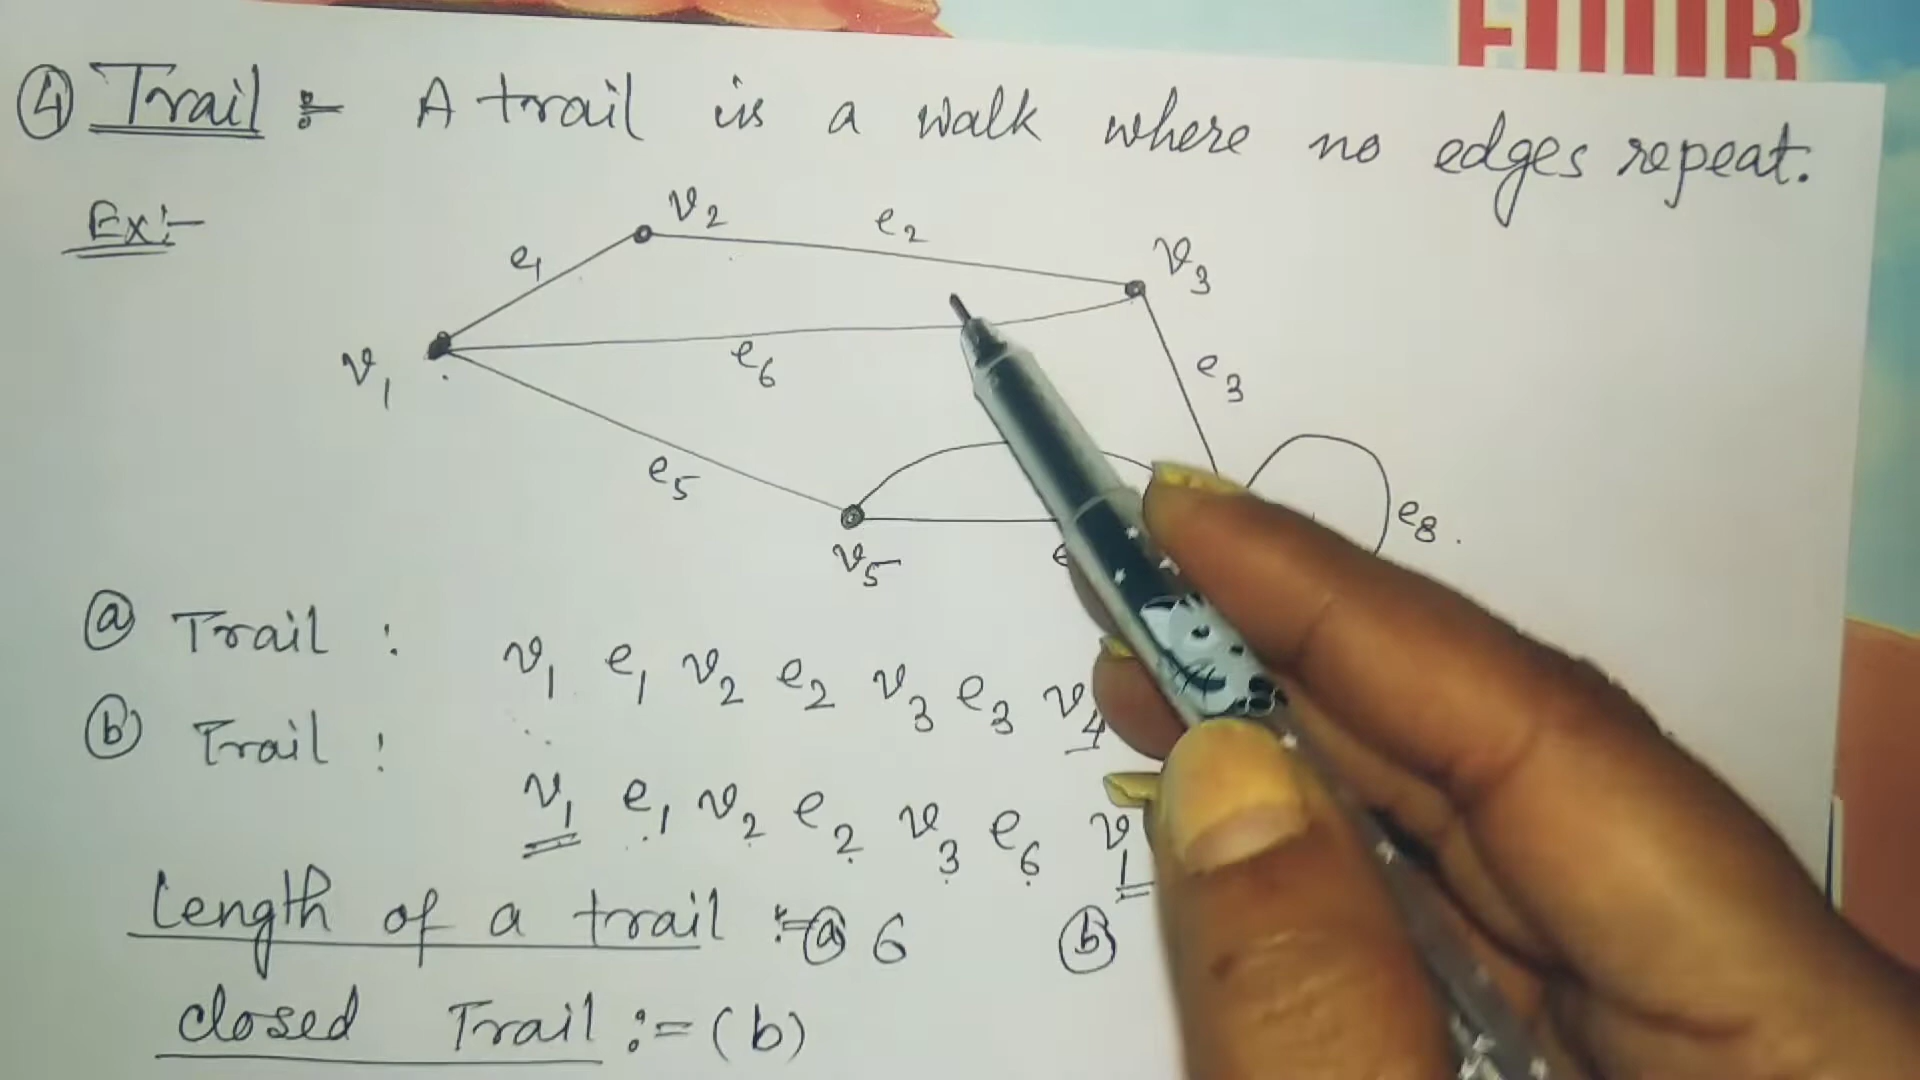 FOUR
④ Trail :- A trail is a walk where no edges repeat.
Ex:-
v2
e2
v3
e1
v1
e6
e3
e5
e8.
v5
ⓐ Trail : v1 e1 v2 e2 v3 e3 v4
ⓑ Trail : v1 e1 v2 e2 v3 e6 v1
Length of a trail :- ⓐ 6 ⓑ
closed Trail :- (b)